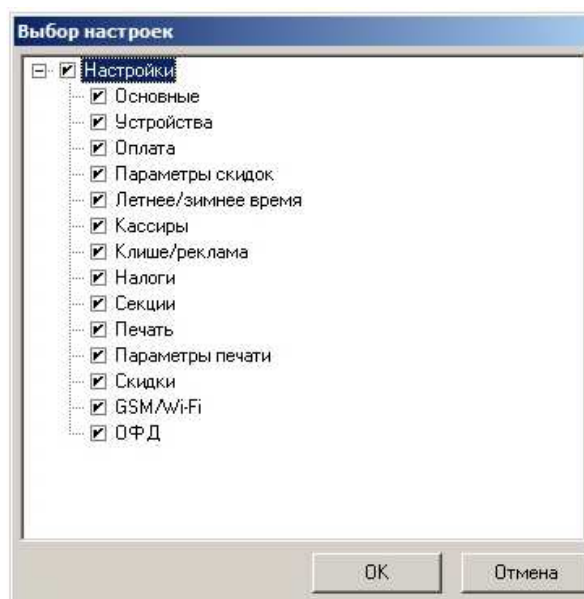 Выбор настроек
Настройки
Основные
Устройства
Оплата
Параметры скидок
Летнее/зимнее время
Кассиры
Клише/реклама
Налоги
Секции
Печать
Параметры печати
Скидки
GSM/Wi-Fi
ОФД
OK Отмена